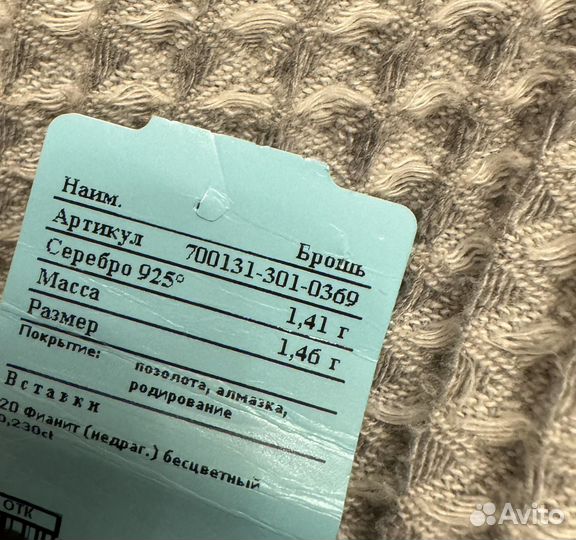 Наим. Брошь
Артикул 700131-301-0369
Серебро 925° 1,41 г
Масса 1,46 г
Размер
Покрытие: позолота, алмазка,
родирование
Вставки
20 Фианит (недраг.) бесцветный
0,230ct
ОТК
Avito